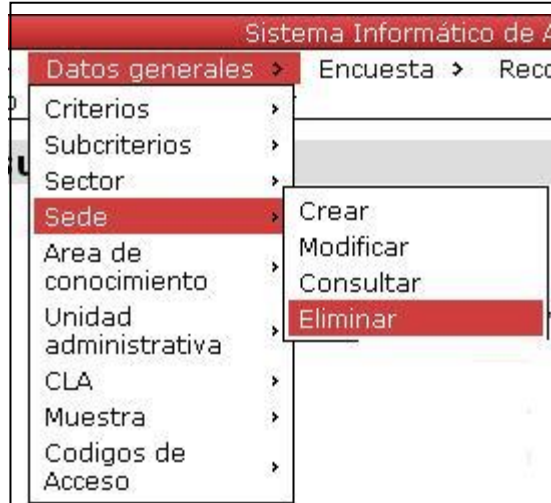 Sistema Informático de A
Datos generales > Encuesta > Reco
Criterios >
Subcriterios >
Sector >
Sede >
Crear
Modificar
Consultar
Eliminar
Area de
conocimiento >
Unidad
administrativa >
CLA >
Muestra >
Codigos de
Acceso >